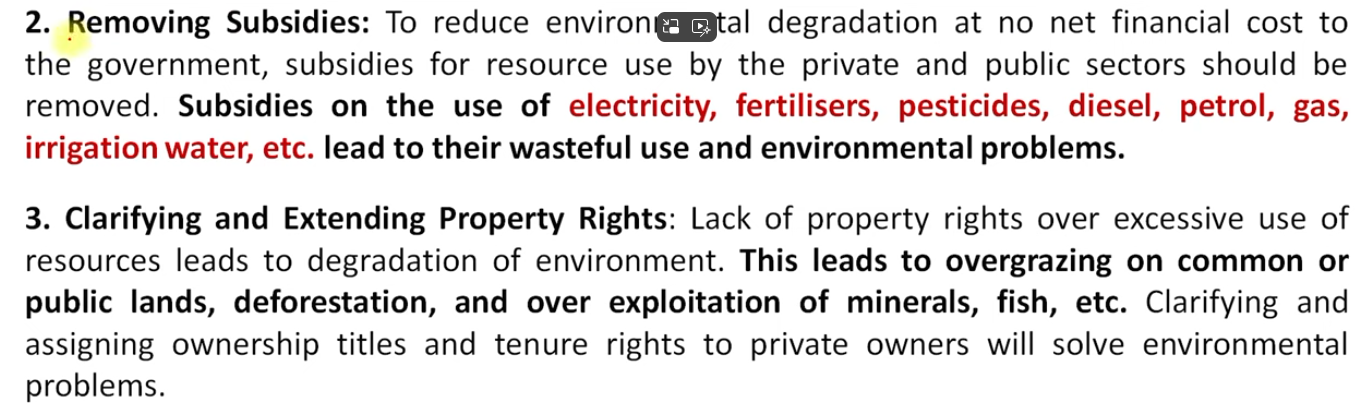 2. Removing Subsidies: To reduce environ tal degradation at no net financial cost to
the government, subsidies for resource use by the private and public sectors should be
removed. Subsidies on the use of electricity, fertilisers, pesticides, diesel, petrol, gas,
irrigation water, etc. lead to their wasteful use and environmental problems.
3. Clarifying and Extending Property Rights: Lack of property rights over excessive use of
resources leads to degradation of environment. This leads to overgrazing on common or
public lands, deforestation, and over exploitation of minerals, fish, etc. Clarifying and
assigning ownership titles and tenure rights to private owners will solve environmental
problems.